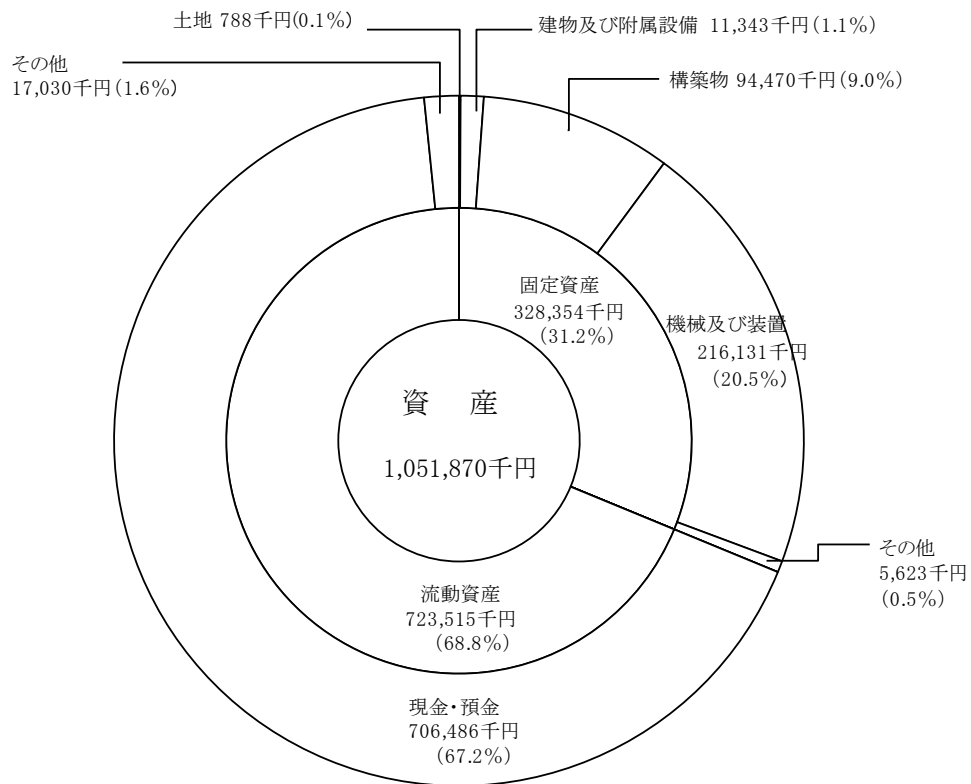 土地 788千円(0.1%)
建物及び附属設備 11,343千円(1.1%)
その他
17,030千円(1.6%)
構築物 94,470千円(9.0%)
固定資産
328,354千円
(31.2%)
機械及び装置
216,131千円
(20.5%)
資 産
1,051,870千円
その他
5,623千円
(0.5%)
流動資産
723,515千円
(68.8%)
現金・預金
706,486千円
(67.2%)